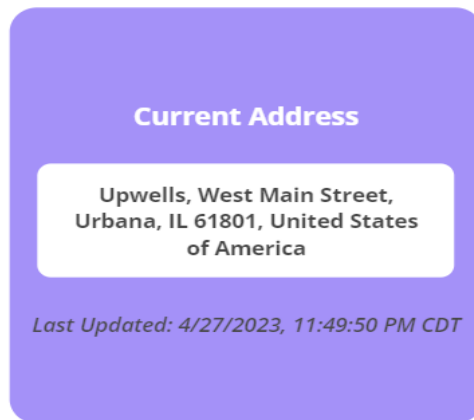 Current Address
Upwells, West Main Street,
Urbana, IL 61801, United States
of America
Last Updated: 4/27/2023, 11:49:50 PM CDT